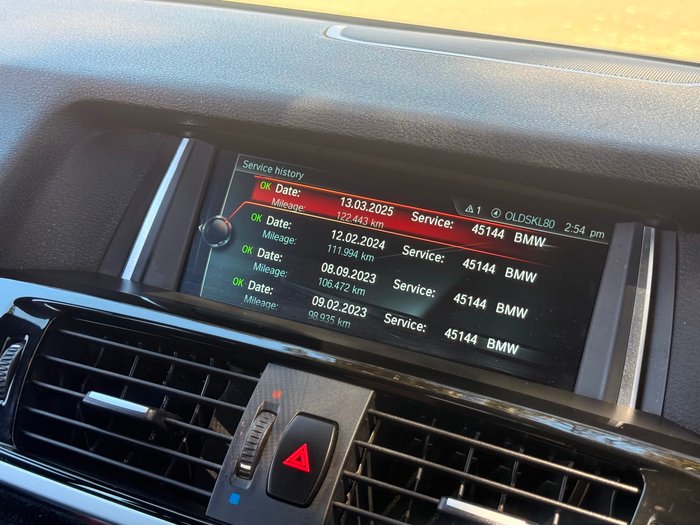 Service history
1 OLDSKL80 2:54 pm
OK Date: 13.03.2025 Service: 45144 BMW
Mileage: 122.443 km
OK Date: 12.02.2024 Service: 45144 BMW
Mileage: 111.994 km
OK Date: 08.09.2023 Service: 45144 BMW
Mileage: 106.472 km
OK Date: 09.02.2023 Service: 45144 BMW
Mileage: 98.935 km